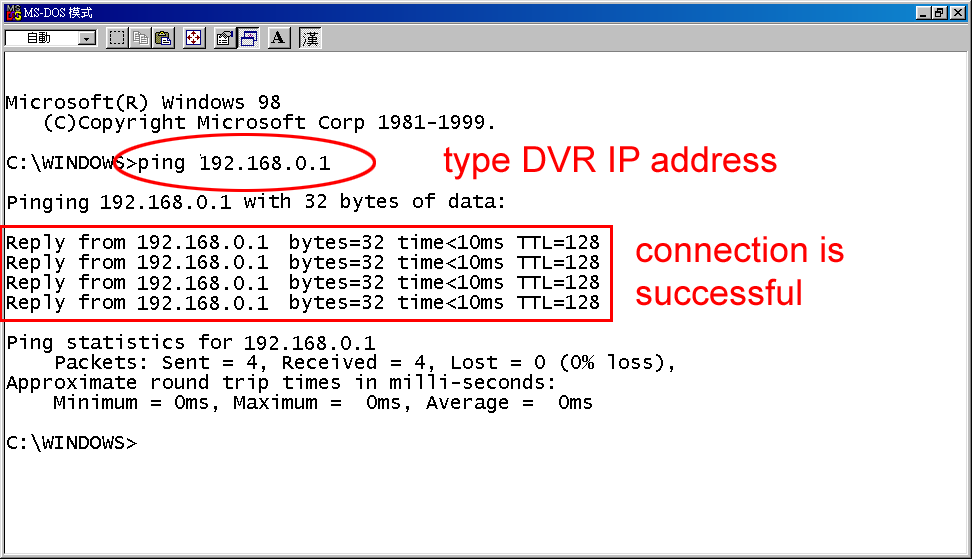 MS-DOS 模式
自動
A 漢
Microsoft(R) Windows 98
(C)Copyright Microsoft Corp 1981-1999.
C:\WINDOWS>ping 192.168.0.1
type DVR IP address
Pinging 192.168.0.1 with 32 bytes of data:
Reply from 192.168.0.1 bytes=32 time<10ms TTL=128
Reply from 192.168.0.1 bytes=32 time<10ms TTL=128
Reply from 192.168.0.1 bytes=32 time<10ms TTL=128
Reply from 192.168.0.1 bytes=32 time<10ms TTL=128
connection is
successful
Ping statistics for 192.168.0.1
Packets: Sent = 4, Received = 4, Lost = 0 (0% loss),
Approximate round trip times in milli-seconds:
Minimum = 0ms, Maximum = 0ms, Average = 0ms
C:\WINDOWS>